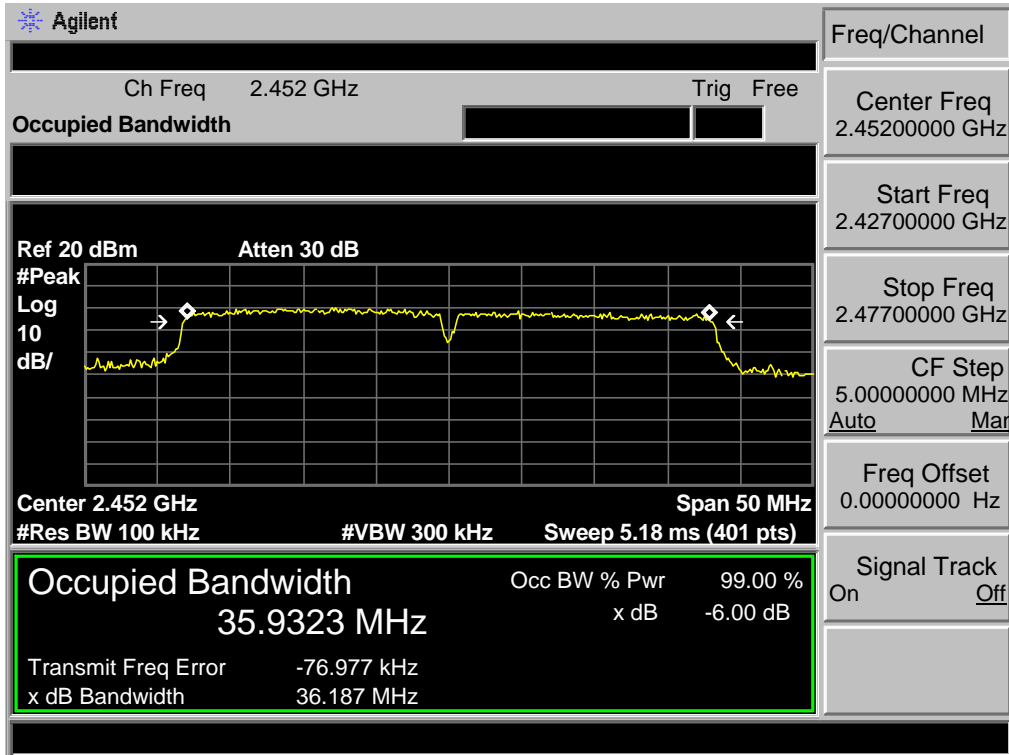 Agilent
Freq/Channel
Ch Freq 2.452 GHz Trig Free
Occupied Bandwidth
Center Freq
2.45200000 GHz
Start Freq
2.42700000 GHz
Stop Freq
2.47700000 GHz
CF Step
5.00000000 MHz
Auto Mar
Freq Offset
0.00000000 Hz
Signal Track
On Off
Ref 20 dBm Atten 30 dB
#Peak
Log
10
dB/
Center 2.452 GHz Span 50 MHz
#Res BW 100 kHz #VBW 300 kHz Sweep 5.18 ms (401 pts)
Occupied Bandwidth
35.9323 MHz
Occ BW % Pwr 99.00 %
x dB -6.00 dB
Transmit Freq Error -76.977 kHz
x dB Bandwidth 36.187 MHz